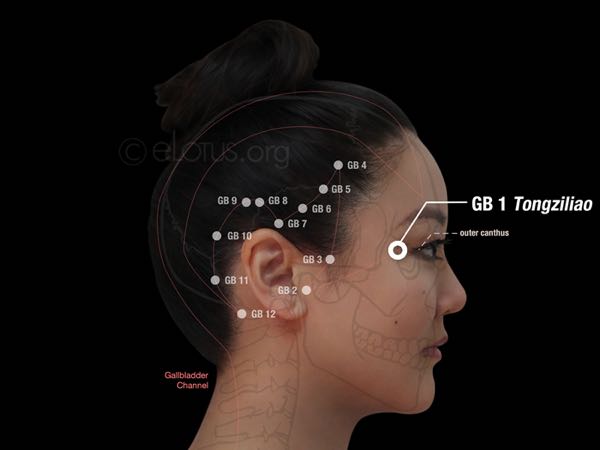 © eLotus.org
GB 4
GB 5
GB 9
GB 8
GB 6
GB 1 Tongziliao
GB 7
GB 10
outer canthus
GB 3
GB 11
GB 2
GB 12
Gallbladder
Channel